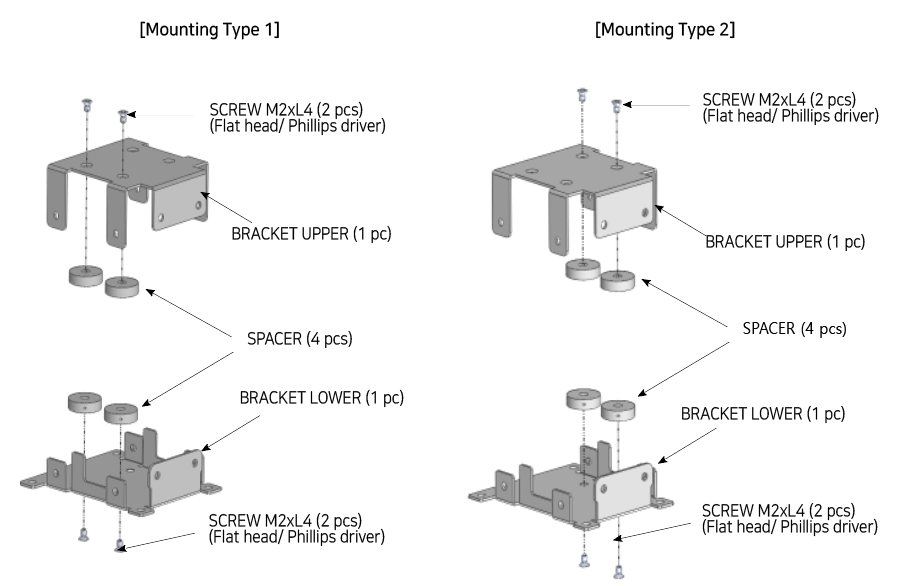 [Mounting Type 1]
SCREW M2xL4 (2 pcs)
(Flat head/ Phillips driver)
BRACKET UPPER (1 pc)
SPACER (4 pcs)
BRACKET LOWER (1 pc)
SCREW M2xL4 (2 pcs)
(Flat head/ Phillips driver)
[Mounting Type 2]
SCREW M2xL4 (2 pcs)
(Flat head/ Phillips driver)
BRACKET UPPER (1 pc)
SPACER (4 pcs)
BRACKET LOWER (1 pc)
SCREW M2xL4 (2 pcs)
(Flat head/ Phillips driver)